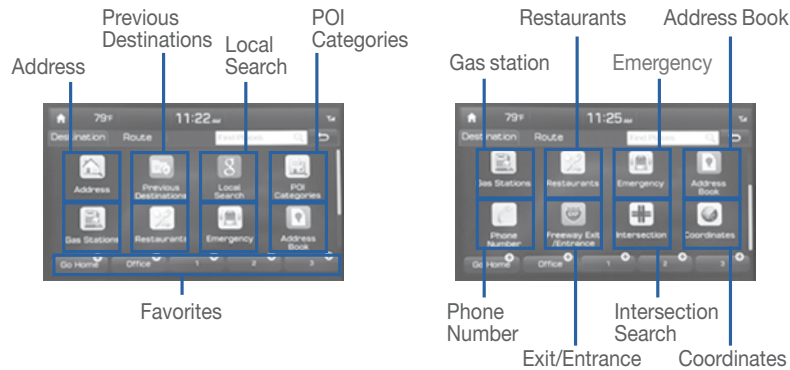 Previous
Destinations
Local
Search
POI
Categories
Address
79°F
11:22 AM
Destination
Route
Find Places
Address
Previous
Destinations
Local
Search
POI
Categories
Gas Stations
Restaurants
Emergency
Address
Book
Go Home
Office
1
2
3
Favorites
Restaurants
Address Book
Gas station
Emergency
79°F
11:25 AM
Destination
Route
Find Places
Gas Stations
Restaurants
Emergency
Address
Book
Phone
Number
EXIT
Freeway Exit
/Entrance
Intersection
Coordinates
Go Home
Office
1
2
3
Phone
Number
Intersection
Search
Exit/Entrance
Coordinates